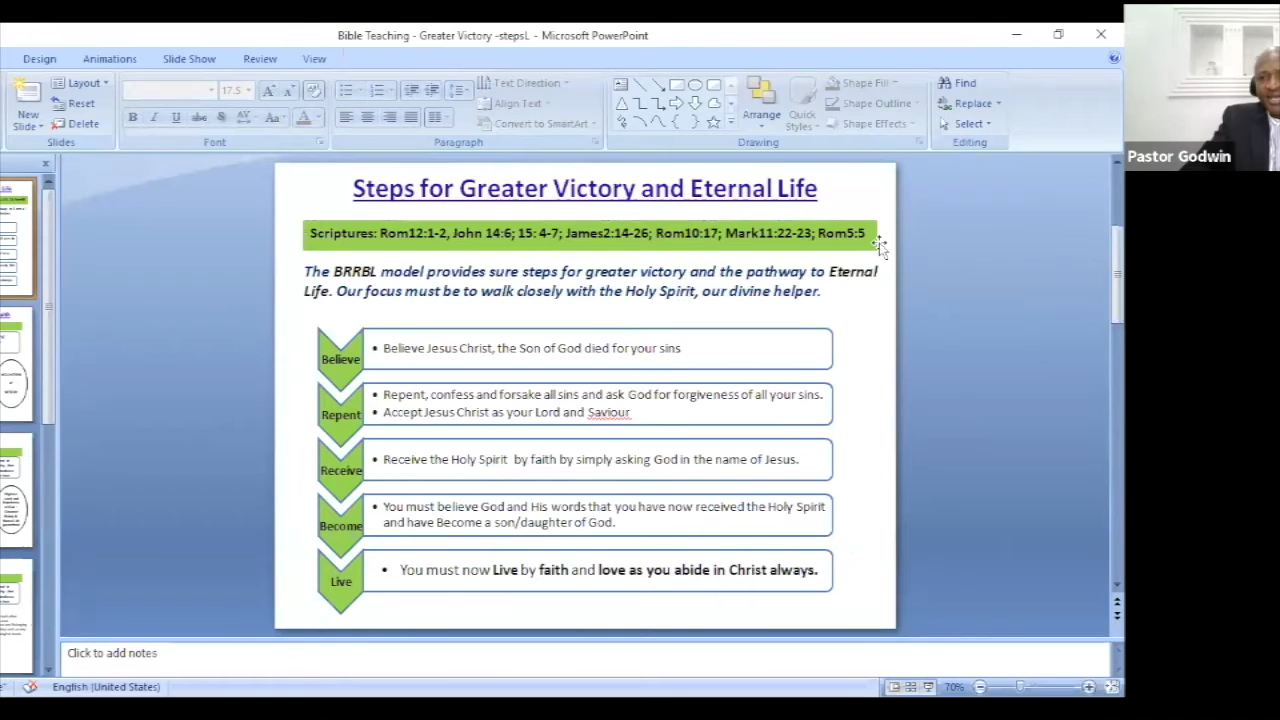 Bible Teaching - Greater Victory -steps1. - Microsoft PowerPoint
Design Animations Slide Show Review View
Layout
Reset
New
Slide
Delete
Slides
17.5
B I U abe S AV Aa A
Font
Paragraph
Text Direction
Align Text
Convert to SmartArt
Arrange
Quick
Styles
Drawing
Shape Fill
Shape Outline
Shape Effects
Find
Replace
Select
Editing
Pastor Godwin
Steps for Greater Victory and Eternal Life
Scriptures: Rom12:1-2, John 14:6; 15: 4-7; James2:14-26; Rom10:17; Mark11:22-23; Rom5:5
The BRRBL model provides sure steps for greater victory and the pathway to Eternal
Life. Our focus must be to walk closely with the Holy Spirit, our divine helper.
Believe
• Believe Jesus Christ, the Son of God died for your sins
Repent
• Repent, confess and forsake all sins and ask God for forgiveness of all your sins.
• Accept Jesus Christ as your Lord and Saviour
Receive
• Receive the Holy Spirit by faith by simply asking God in the name of Jesus.
Become
• You must believe God and His words that you have now received the Holy Spirit
and have Become a son/daughter of God.
Live
• You must now Live by faith and love as you abide in Christ always.
Click to add notes
English (United States)
70%